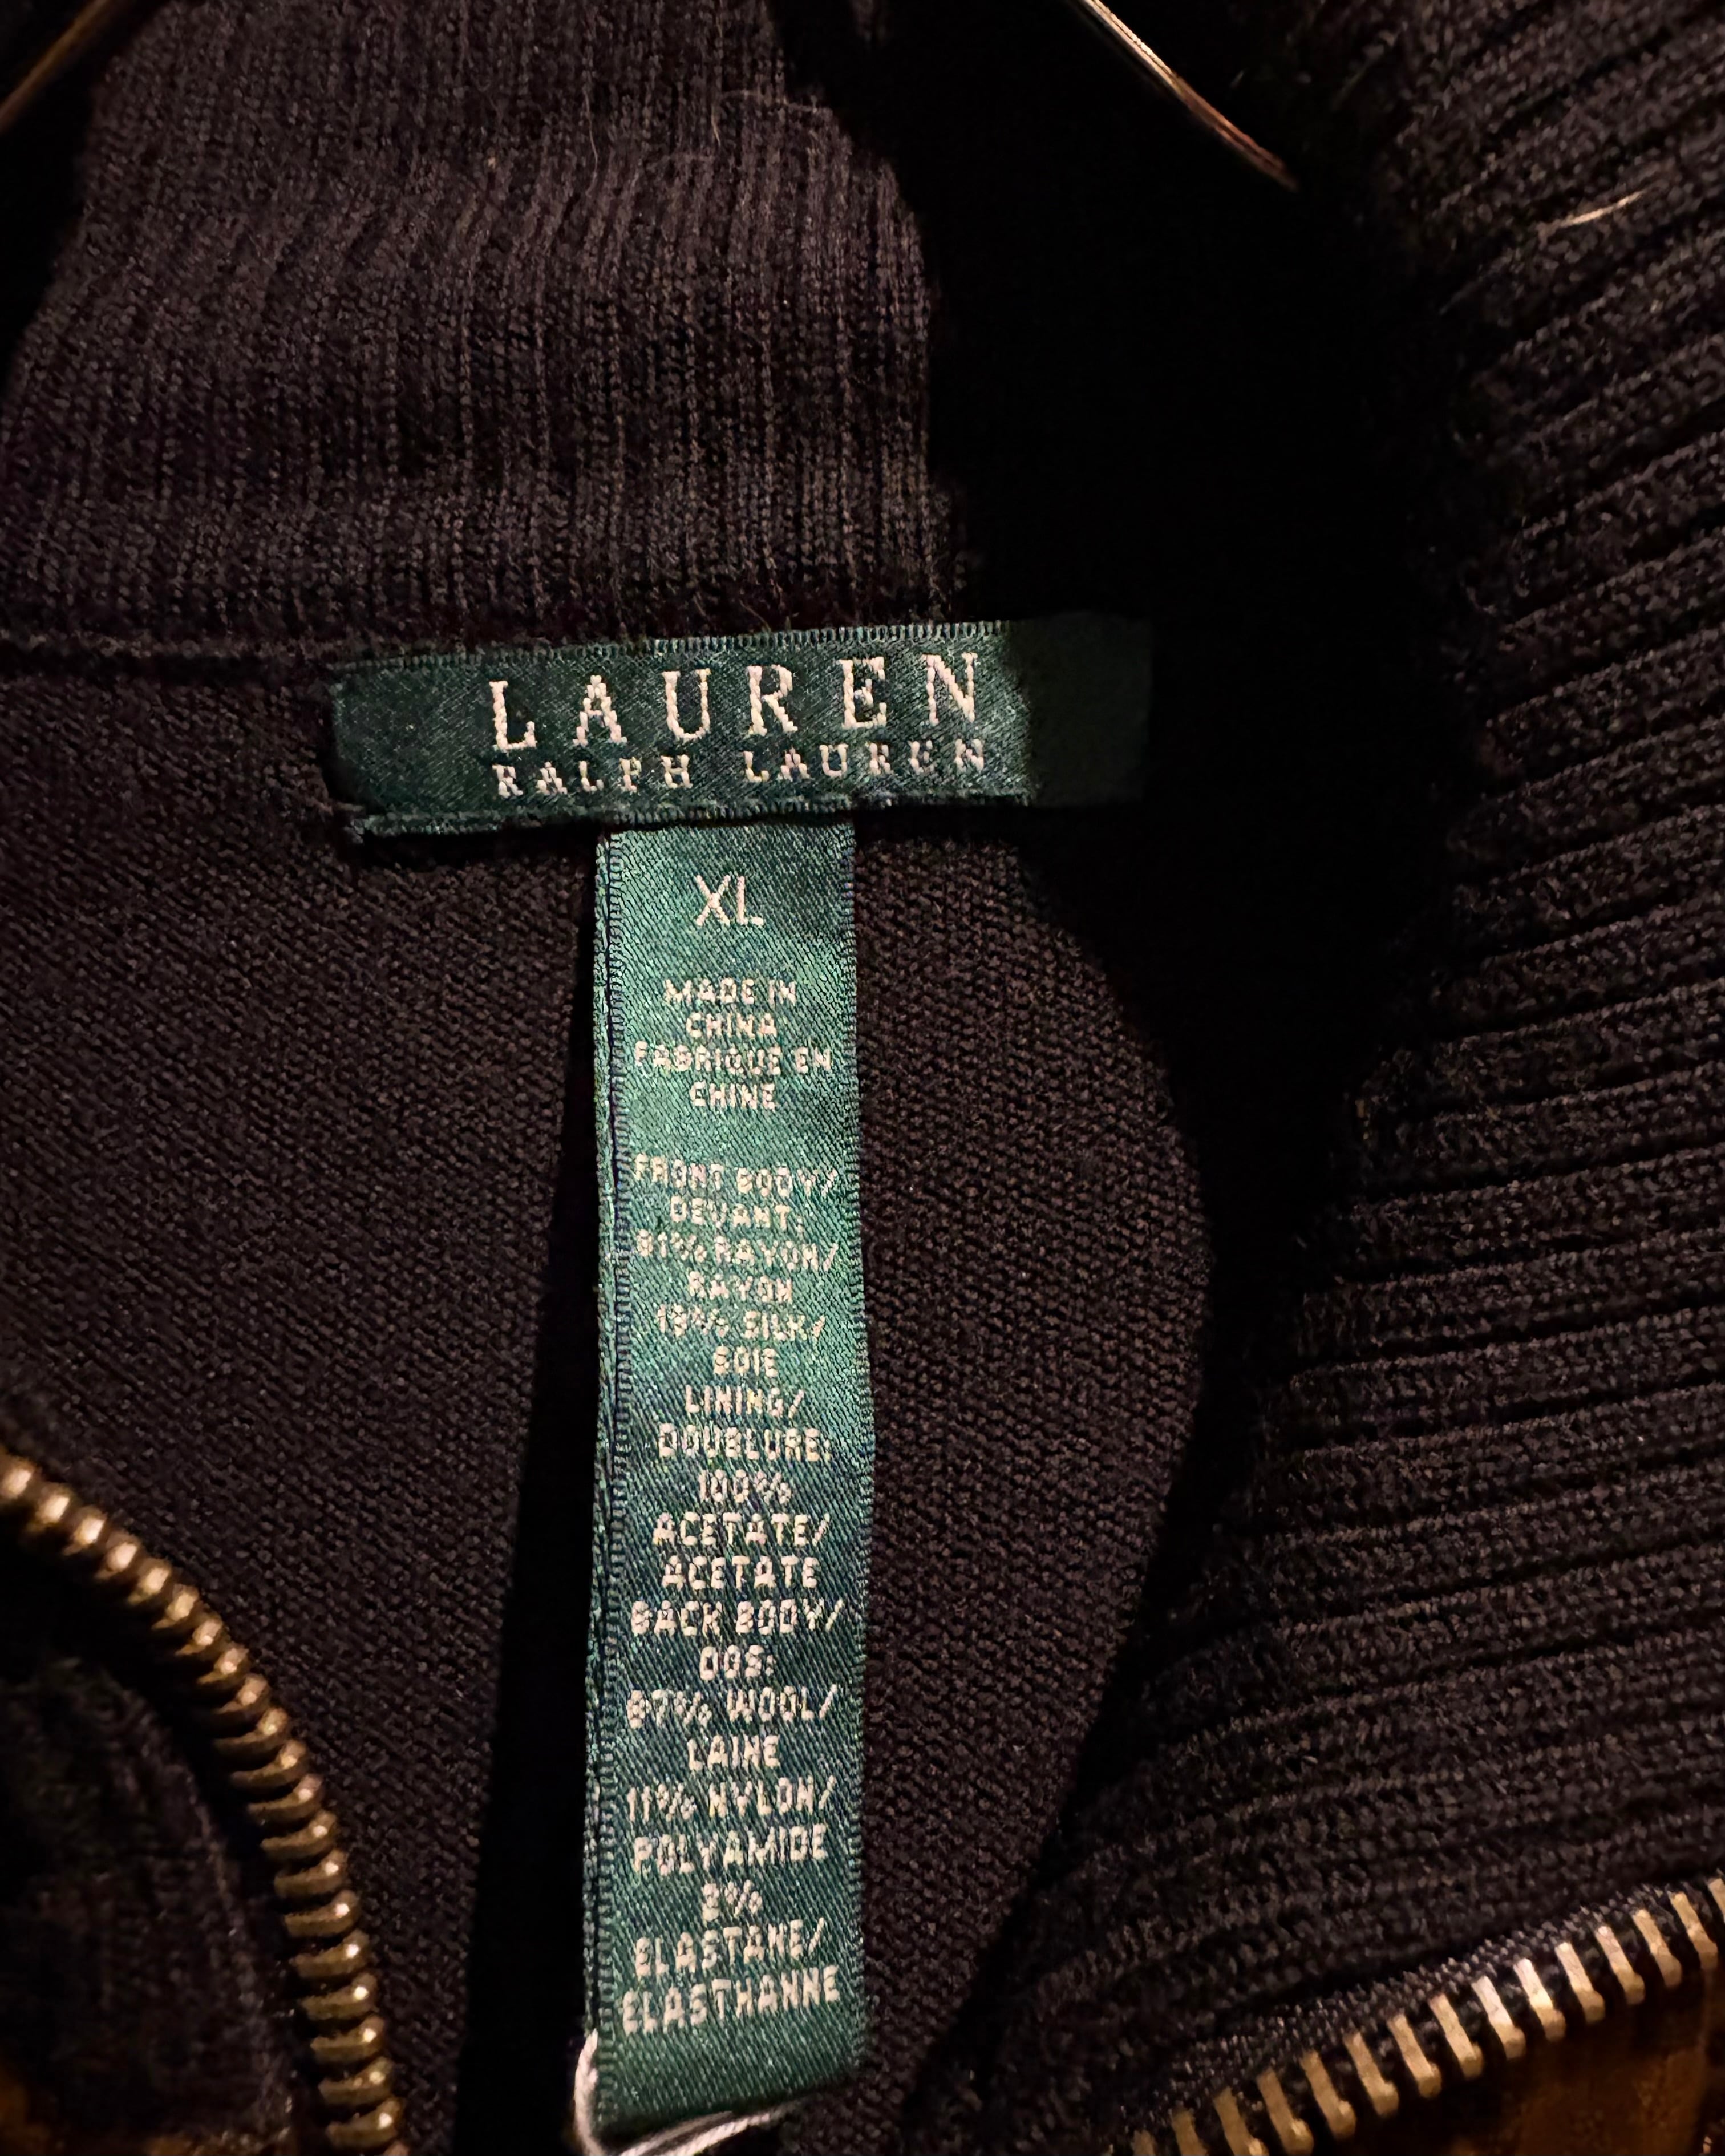 LAUREN
RALPH LAUREN
XL
MADE IN
CHINA
FABRIQUE EN
CHINE
FRONT BODY/
DEVANT:
81% RAYON/
RAYON
19% SILK/
SOIE
LINING/
DOUBLURE:
100%
ACETATE/
ACETATE
BACK BODY/
DOS:
87% WOOL/
LAINE
11% NYLON/
POLYAMIDE
2%
ELASTANE/
ELASTHANNE